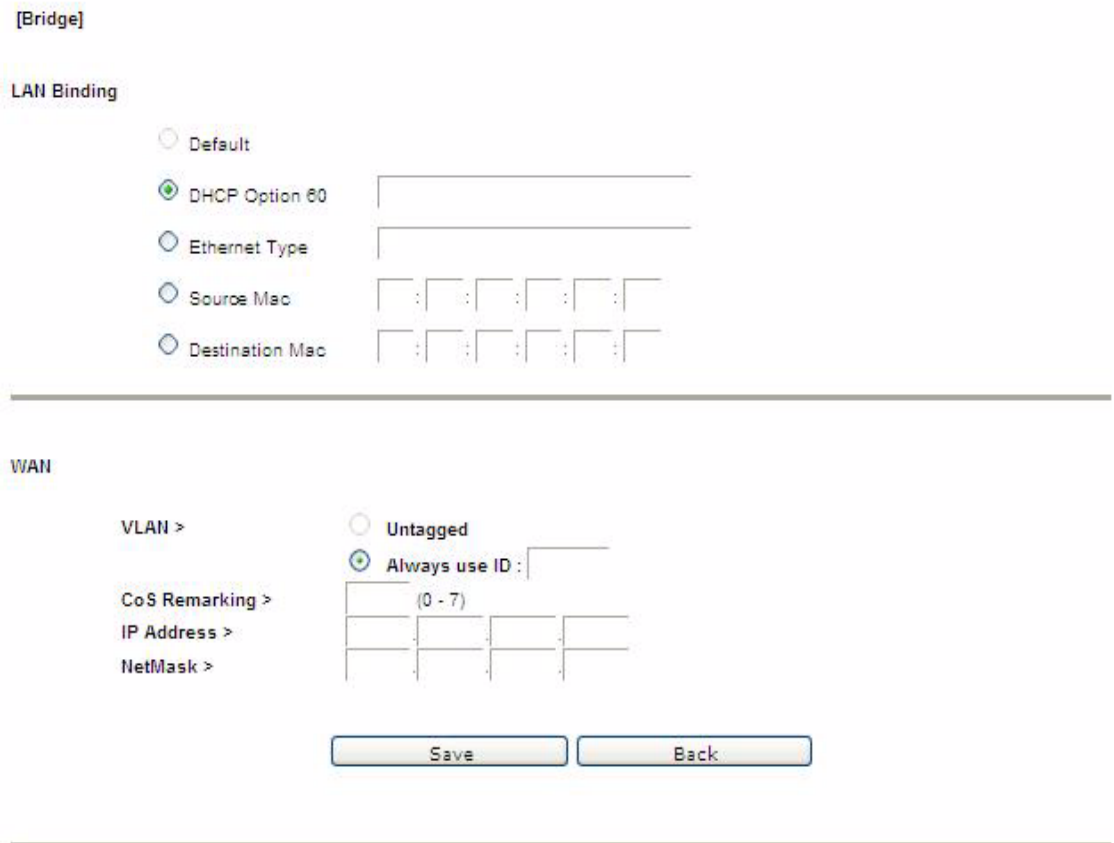 [Bridge]
LAN Binding
Default
DHCP Option 60
Ethernet Type
Source Mac : : : : :
Destination Mac : : : : :
WAN
VLAN > Untagged
Always use ID :
CoS Remarking > (0 - 7)
IP Address > . . .
NetMask > . . .
Save Back